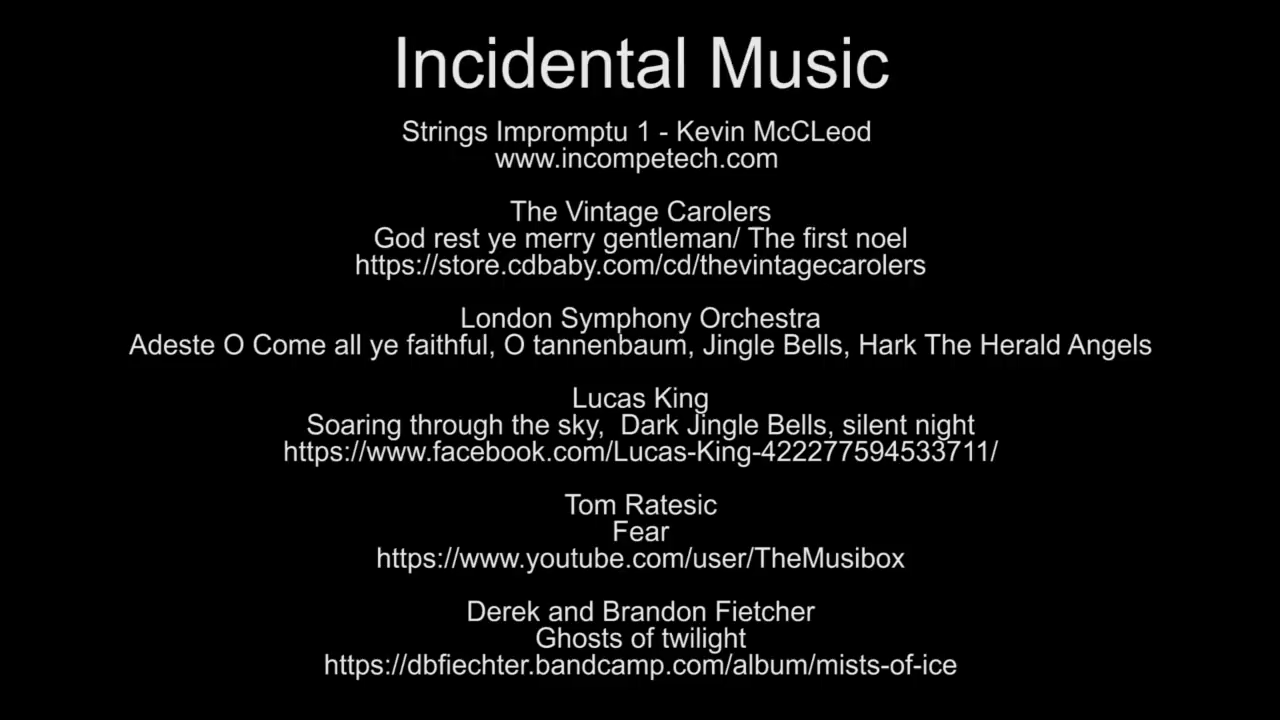 Incidental Music
Strings Impromptu 1 - Kevin McCLeod
www.incompetech.com
The Vintage Carolers
God rest ye merry gentleman/ The first noel
https://store.cdbaby.com/cd/thevintagecarolers
London Symphony Orchestra
Adeste O Come all ye faithful, O tannenbaum, Jingle Bells, Hark The Herald Angels
Lucas King
Soaring through the sky,  Dark Jingle Bells, silent night
https://www.facebook.com/Lucas-King-422277594533711/
Tom Ratesic
Fear
https://www.youtube.com/user/TheMusibox
Derek and Brandon Fietcher
Ghosts of twilight
https://dbfiechter.bandcamp.com/album/mists-of-ice